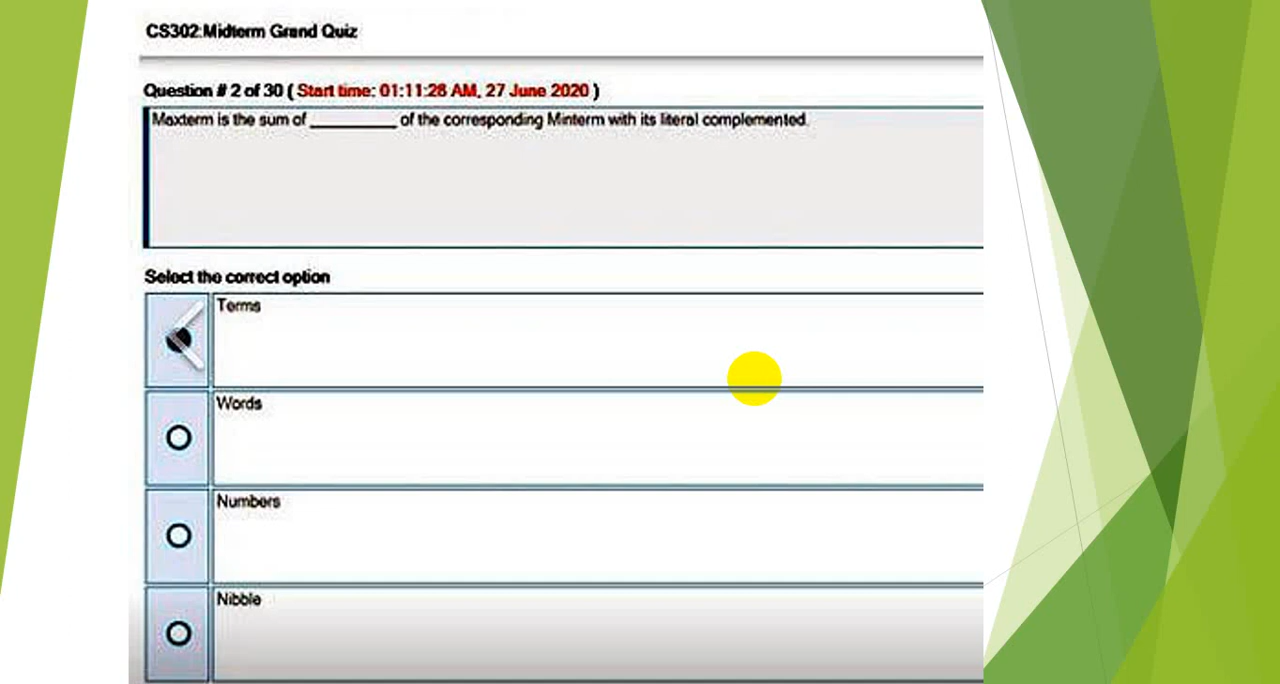 CS302:Midterm Grand Quiz
Question # 2 of 30 ( Start time: 01:11:28 AM, 27 June 2020 )
Maxterm is the sum of __________ of the corresponding Minterm with its literal complemented.
Select the correct option
Terms
Words
Numbers
Nibble